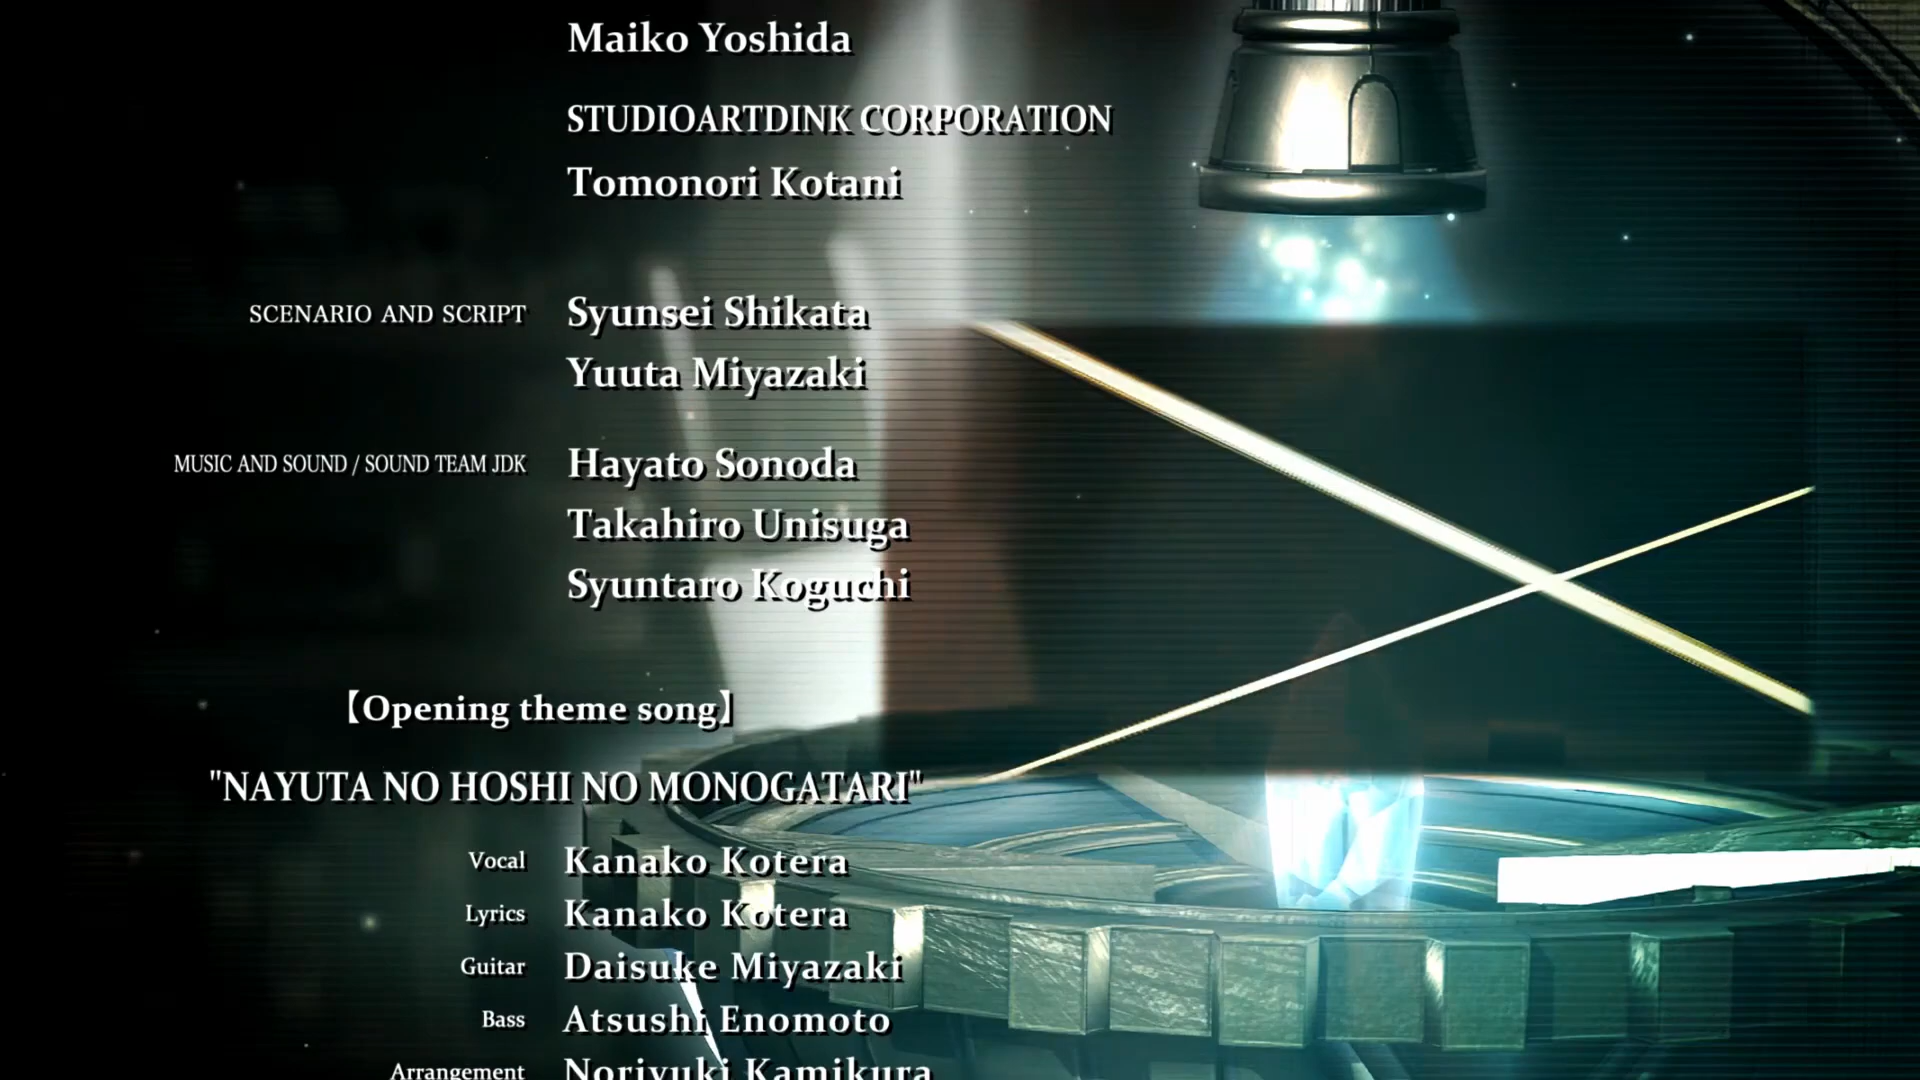 Maiko Yoshida
STUDIOARTDINK CORPORATION
Tomonori Kotani
SCENARIO AND SCRIPT Syunsei Shikata
Yuuta Miyazaki
MUSIC AND SOUND / SOUND TEAM JDK Hayato Sonoda
Takahiro Unisuga
Syuntaro Koguchi
【Opening theme song】
"NAYUTA NO HOSHI NO MONOGATARI"
Vocal Kanako Kotera
Lyrics Kanako Kotera
Guitar Daisuke Miyazaki
Bass Atsushi Enomoto
Arrangement Noriyuki Kamikura